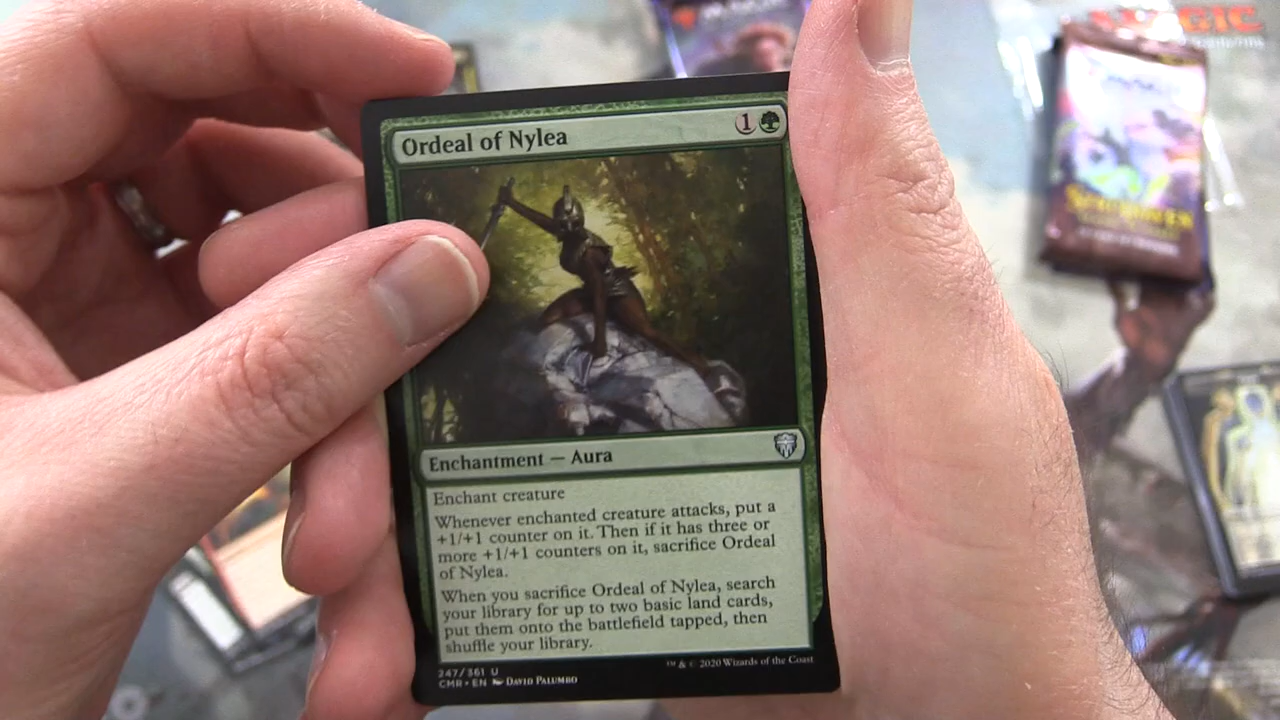 MAGIC
Ordeal of Nylea
1
Enchantment — Aura
Enchant creature
Whenever enchanted creature attacks, put a
+1/+1 counter on it. Then if it has three or
more +1/+1 counters on it, sacrifice Ordeal
of Nylea.
When you sacrifice Ordeal of Nylea, search
your library for up to two basic land cards,
put them onto the battlefield tapped, then
shuffle your library.
247/361 U
CMR • EN DAVID PALUMBO
™ & © 2020 Wizards of the Coast